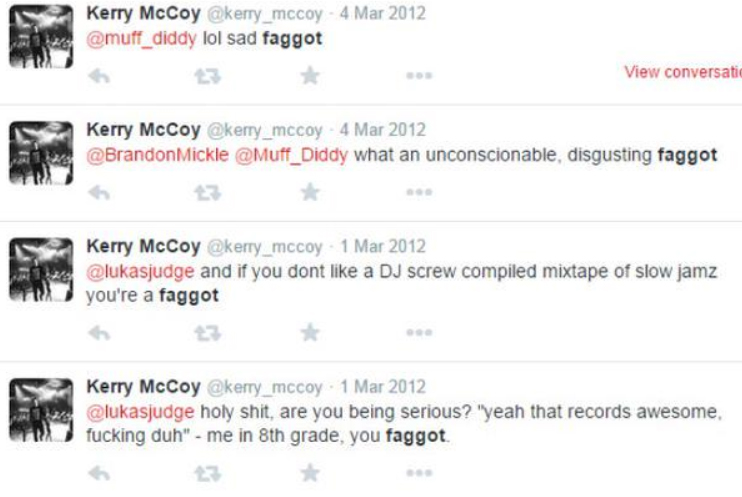 Kerry McCoy @kerry_mccoy · 4 Mar 2012
@muff_diddy lol sad faggot
View conversatio
Kerry McCoy @kerry_mccoy · 4 Mar 2012
@BrandonMickle @Muff_Diddy what an unconscionable, disgusting faggot
Kerry McCoy @kerry_mccoy · 1 Mar 2012
@lukasjudge and if you dont like a DJ screw compiled mixtape of slow jamz
you're a faggot
Kerry McCoy @kerry_mccoy · 1 Mar 2012
@lukasjudge holy shit, are you being serious? "yeah that records awesome,
fucking duh" - me in 8th grade, you faggot.